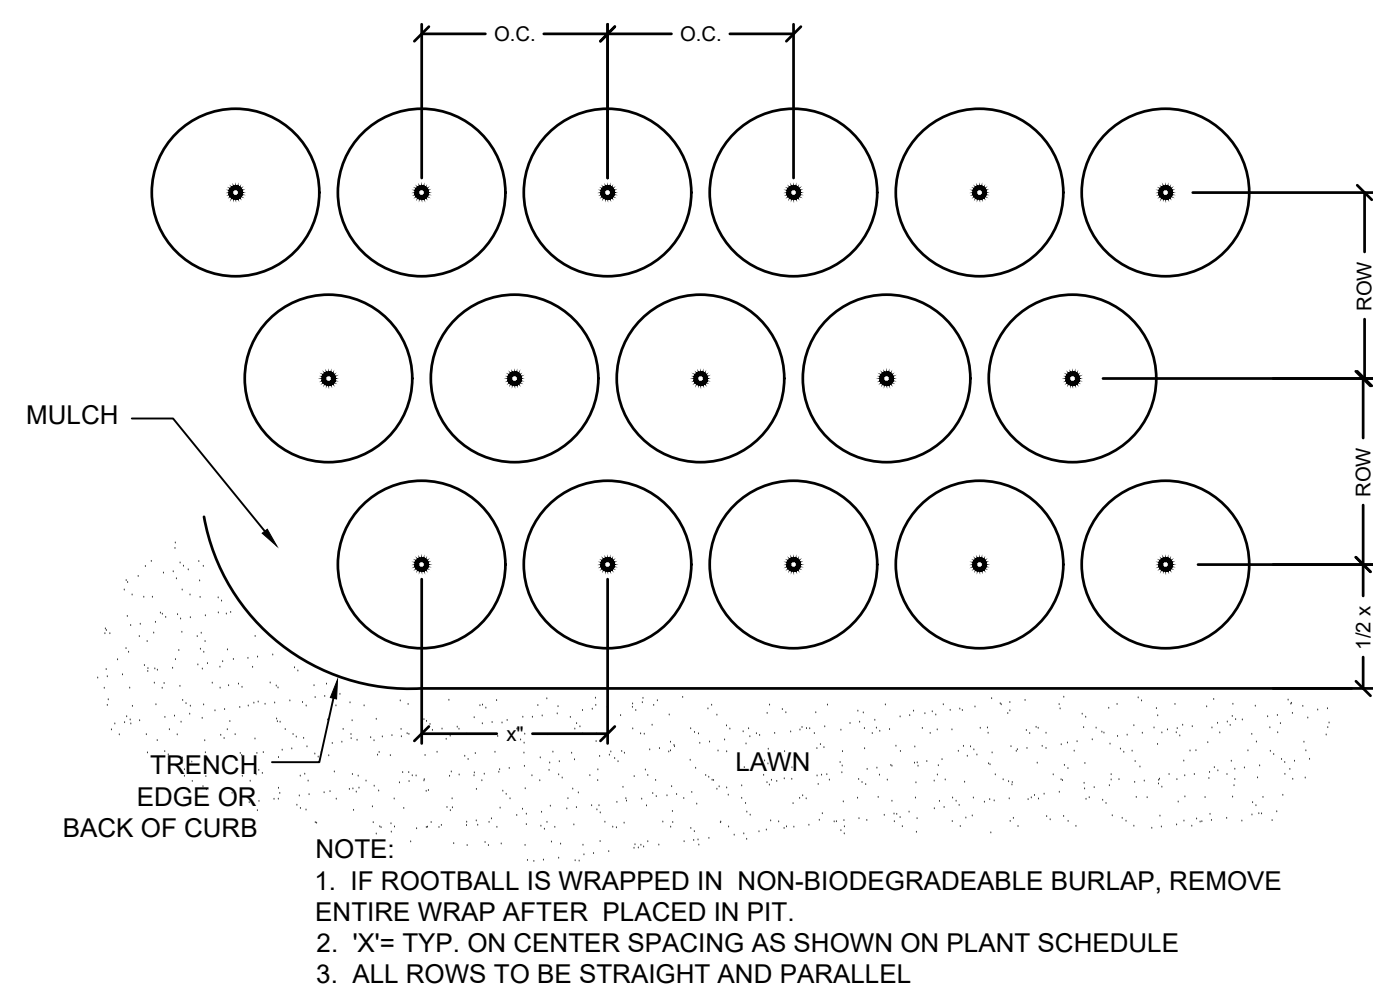 O.C. O.C.
ROW
MULCH
ROW
1/2 x
x"
LAWN
TRENCH
EDGE OR
BACK OF CURB
NOTE:
1. IF ROOTBALL IS WRAPPED IN NON-BIODEGRADEABLE BURLAP, REMOVE
ENTIRE WRAP AFTER PLACED IN PIT.
2. 'X'= TYP. ON CENTER SPACING AS SHOWN ON PLANT SCHEDULE
3. ALL ROWS TO BE STRAIGHT AND PARALLEL